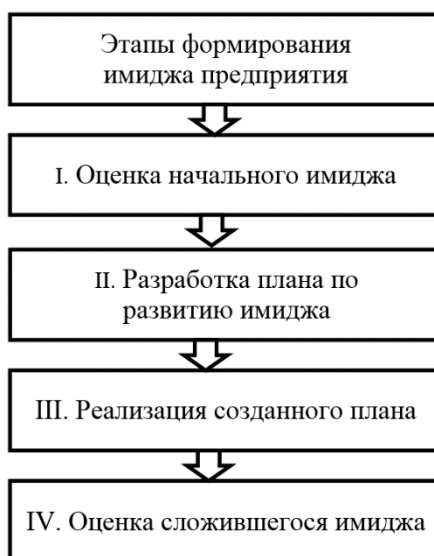 Этапы формирования
имиджа предприятия
I. Оценка начального имиджа
II. Разработка плана по
развитию имиджа
III. Реализация созданного плана
IV. Оценка сложившегося имиджа